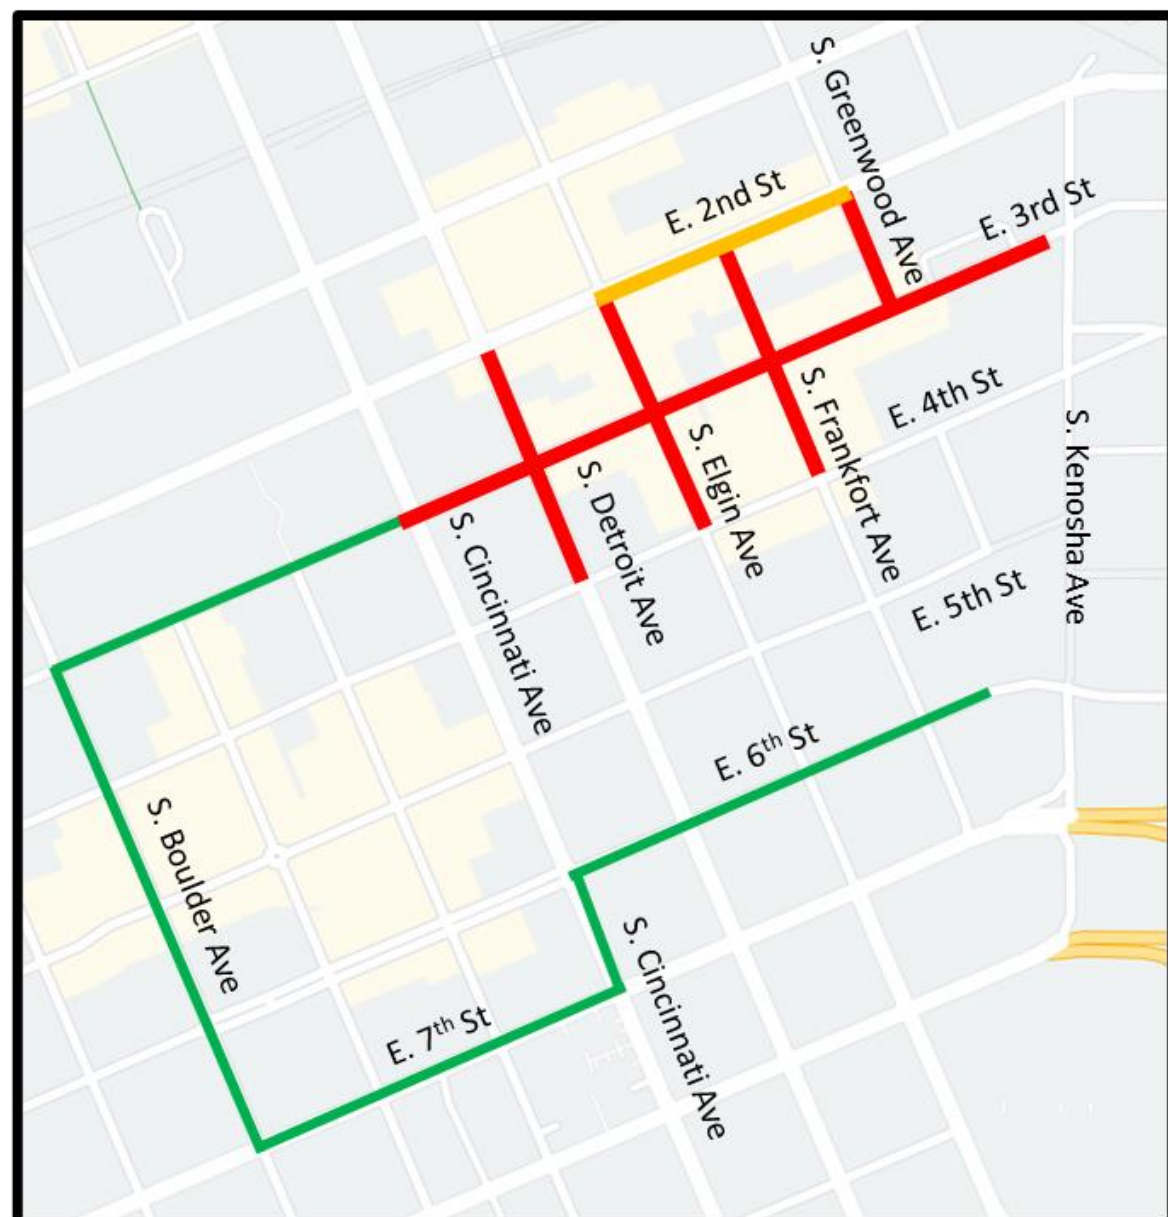 S. Greenwood Ave
E. 2nd St
E. 3rd St
S. Frankfort Ave
E. 4th St
S. Kenosha Ave
S. Elgin Ave
S. Detroit Ave
S. Cincinnati Ave
E. 5th St
E. 6th St
S. Boulder Ave
S. Cincinnati Ave
E. 7th St